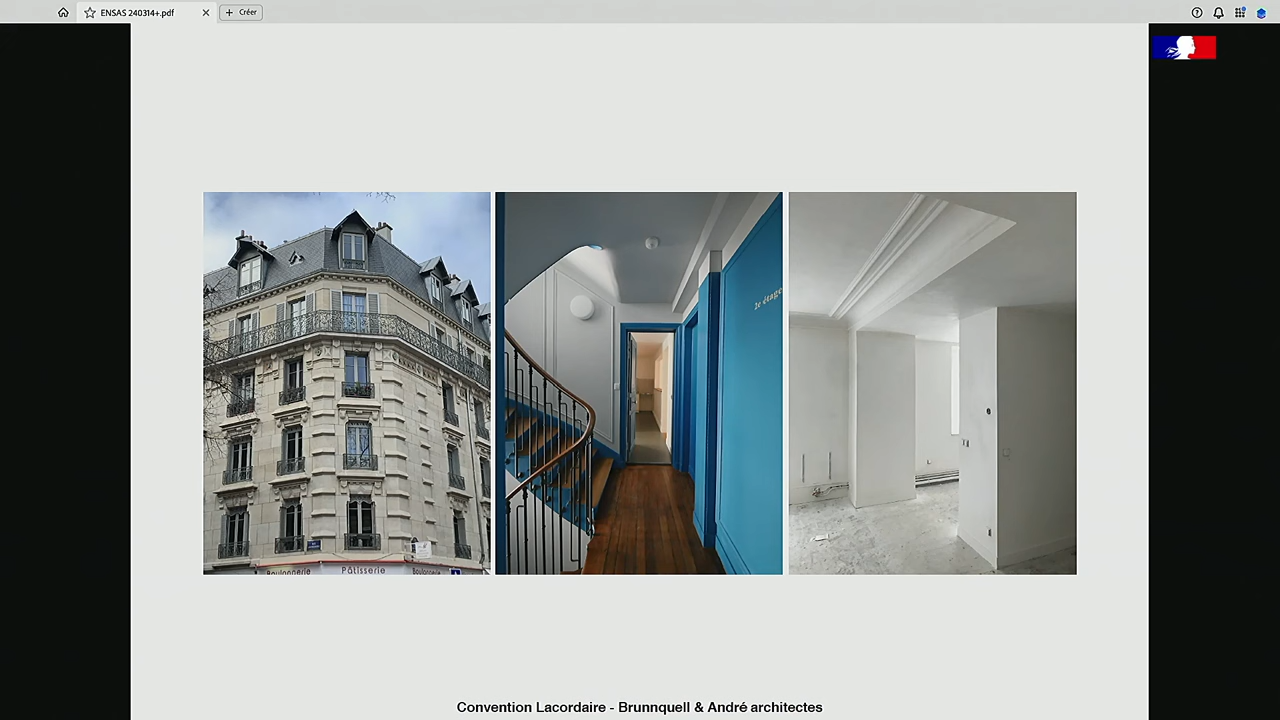 ENSAS 240314+.pdf
Créer
2e étage
Boulangerie
Pâtisserie
Boulangerie
Convention Lacordaire - Brunnquell & André architectes